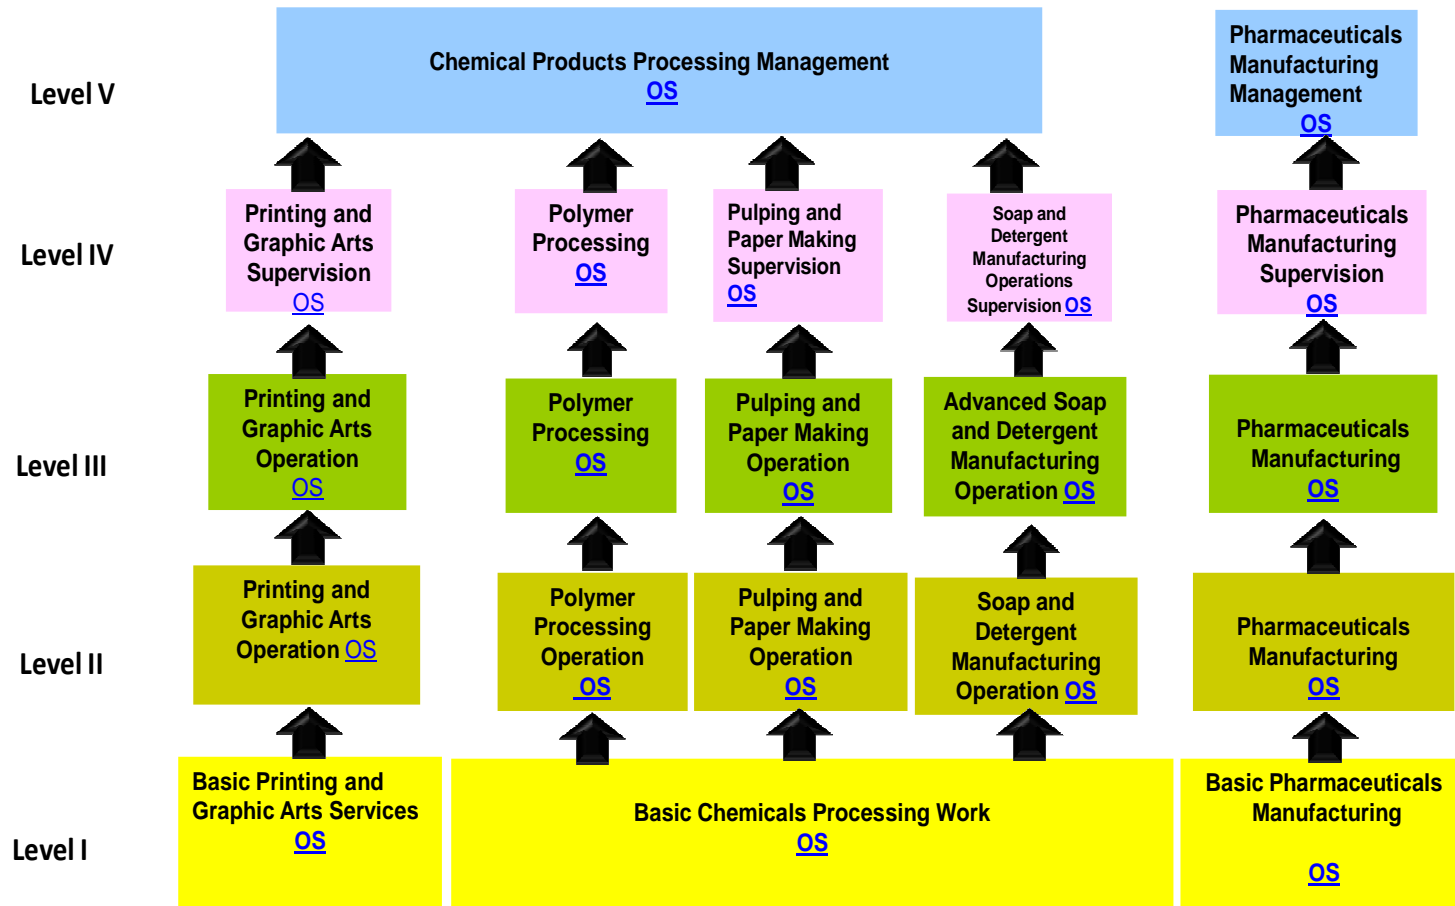 Level V
Chemical Products Processing Management
OS
Pharmaceuticals
Manufacturing
Management
OS
Level IV
Printing and
Graphic Arts
Supervision
OS
Polymer
Processing
OS
Pulping and
Paper Making
Supervision
OS
Soap and
Detergent
Manufacturing
Operations
Supervision OS
Pharmaceuticals
Manufacturing
Supervision
OS
Level III
Printing and
Graphic Arts
Operation
OS
Polymer
Processing
OS
Pulping and
Paper Making
Operation
OS
Advanced Soap
and Detergent
Manufacturing
Operation OS
Pharmaceuticals
Manufacturing
OS
Level II
Printing and
Graphic Arts
Operation OS
Polymer
Processing
Operation
OS
Pulping and
Paper Making
Operation
OS
Soap and
Detergent
Manufacturing
Operation OS
Pharmaceuticals
Manufacturing
OS
Level I
Basic Printing and
Graphic Arts Services
OS
Basic Chemicals Processing Work
OS
Basic Pharmaceuticals
Manufacturing
OS